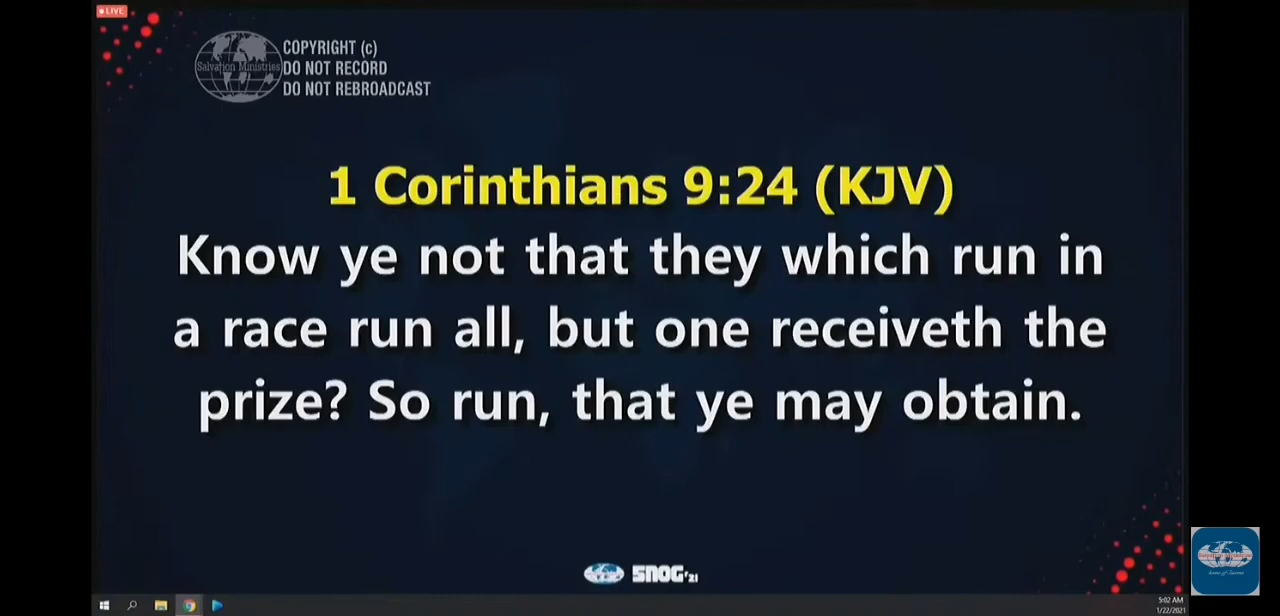 LIVE
COPYRIGHT (c)
Salvation Ministries
DO NOT RECORD
DO NOT REBROADCAST
1 Corinthians 9:24 (KJV)
Know ye not that they which run in
a race run all, but one receiveth the
prize? So run, that ye may obtain.
5NOG'21
5:02 AM
1/22/2021